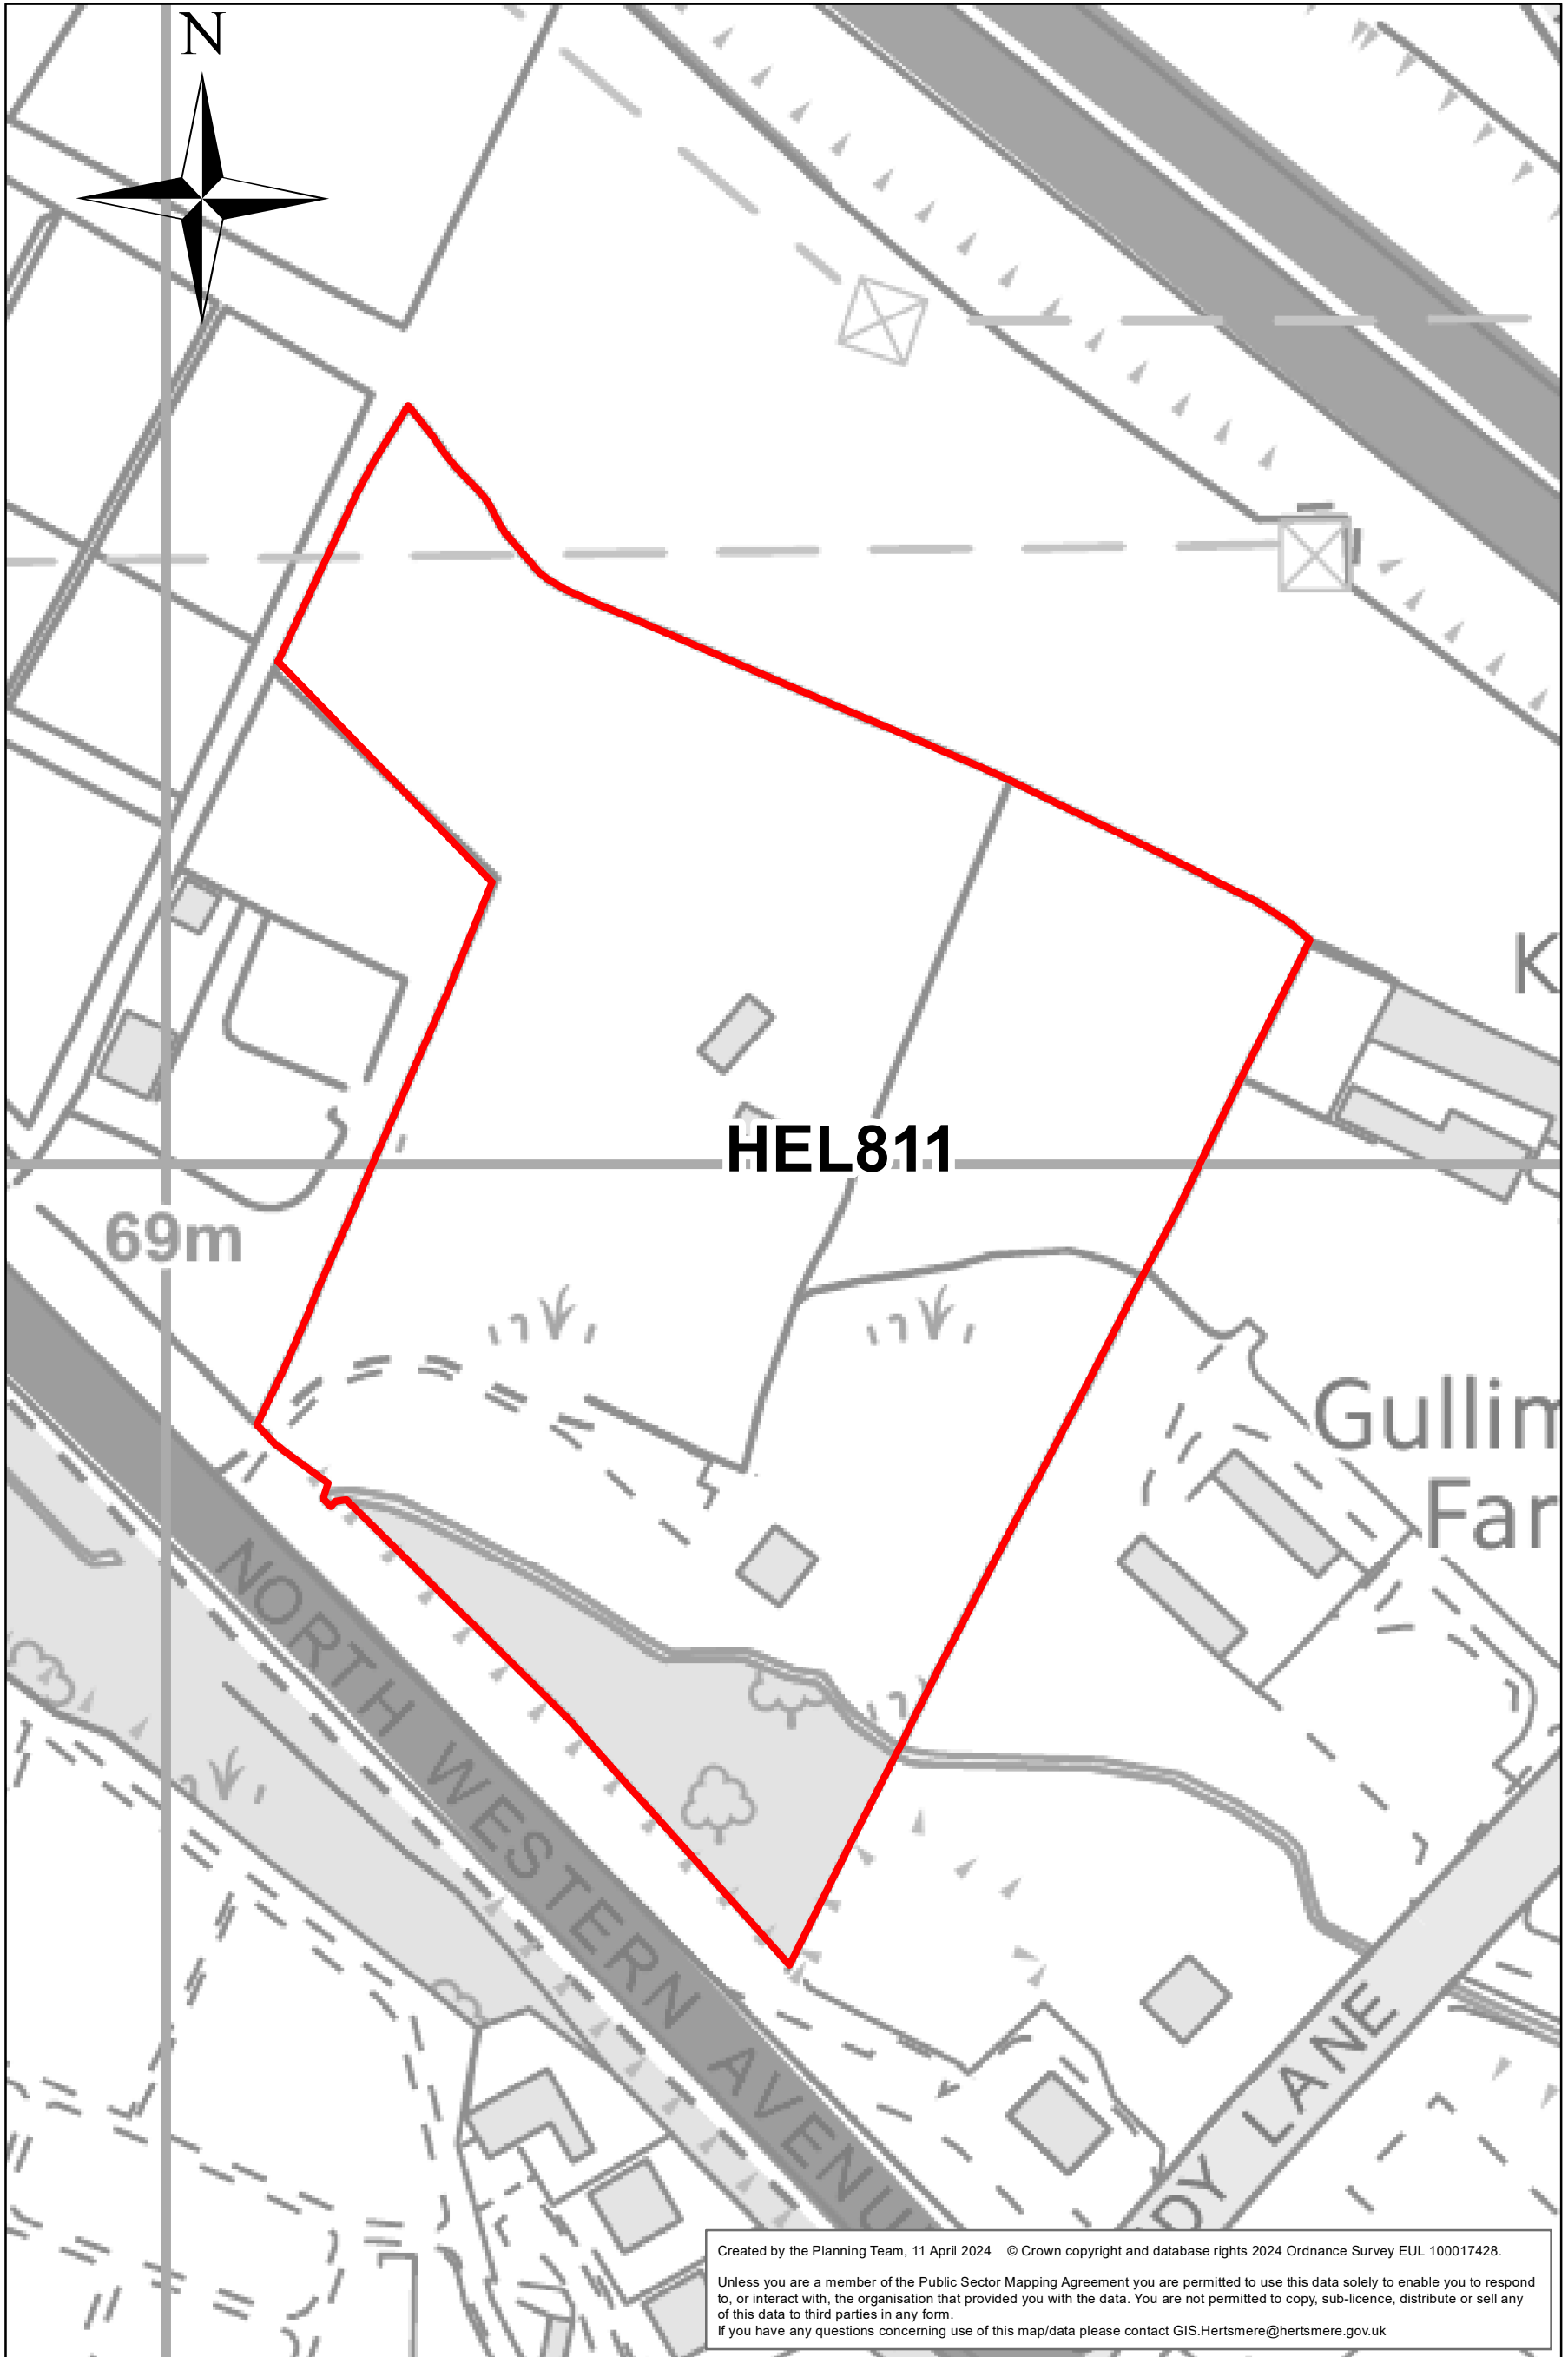 N
K
HEL811
69m
Gullim
Far
NORTH WESTERN AVENU
DY LANE
Created by the Planning Team, 11 April 2024 © Crown copyright and database rights 2024 Ordnance Survey EUL 100017428.
Unless you are a member of the Public Sector Mapping Agreement you are permitted to use this data solely to enable you to respond
to, or interact with, the organisation that provided you with the data. You are not permitted to copy, sub-licence, distribute or sell any
of this data to third parties in any form.
If you have any questions concerning use of this map/data please contact GIS.Hertsmere@hertsmere.gov.uk